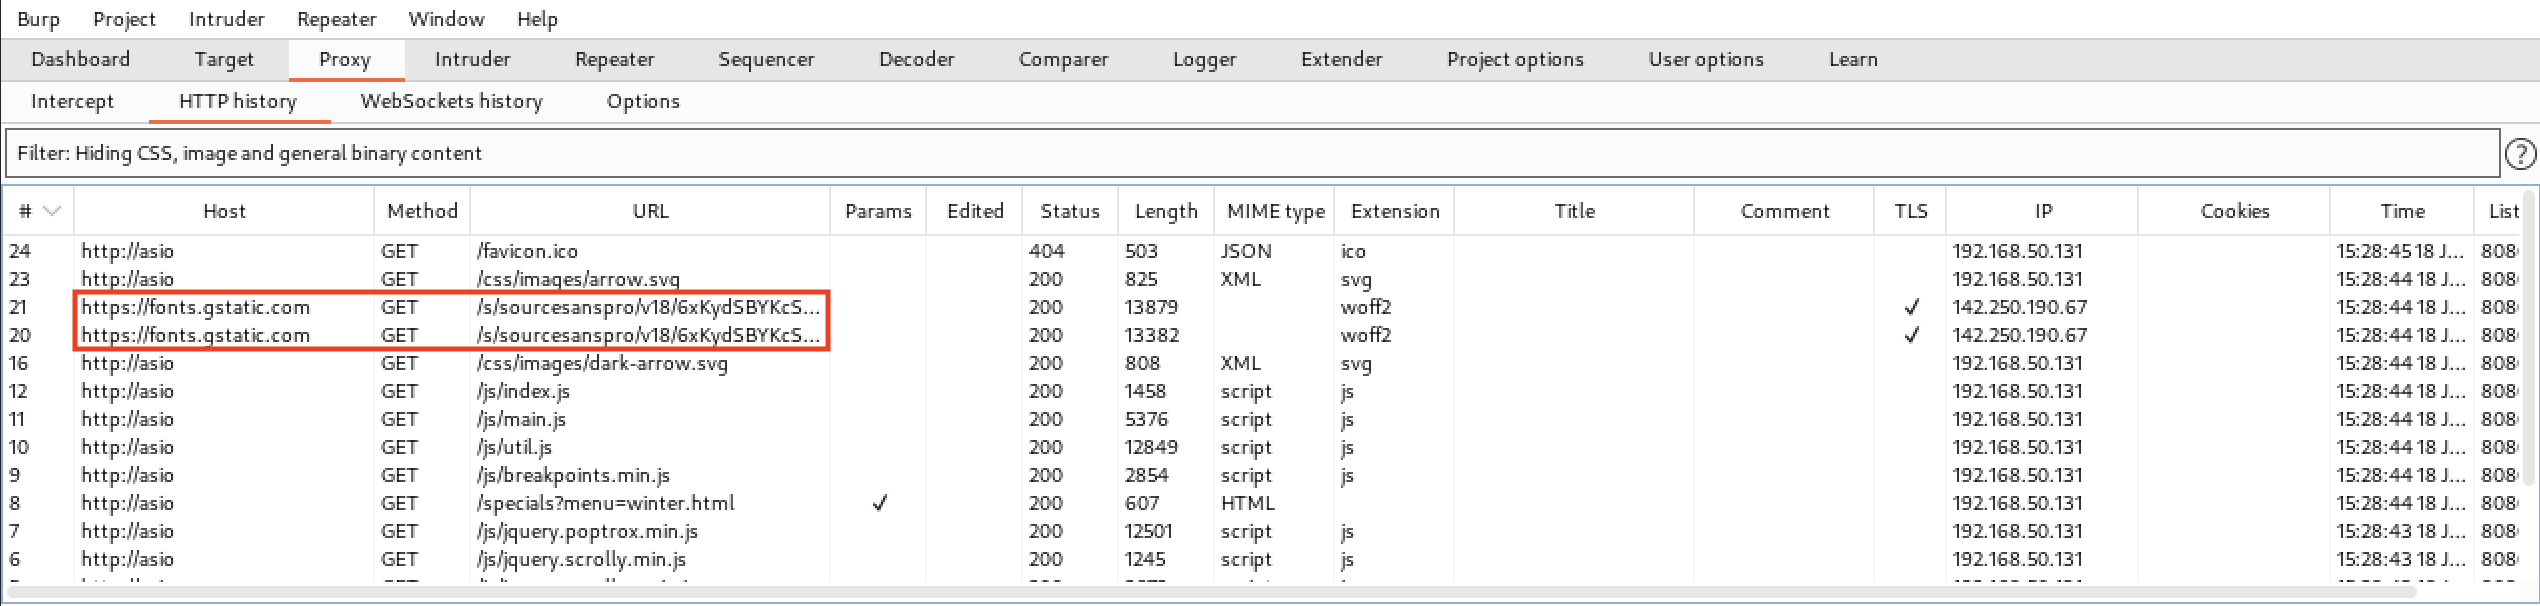 Burp Project Intruder Repeater Window Help
Dashboard Target Proxy Intruder Repeater Sequencer Decoder Comparer Logger Extender Project options User options Learn
Intercept HTTP history WebSockets history Options
Filter: Hiding CSS, image and general binary content ?
# Host Method URL Params Edited Status Length MIME type Extension Title Comment TLS IP Cookies Time List
24 http://asio GET /favicon.ico 404 503 JSON ico 192.168.50.131 15:28:45 18 J... 808
23 http://asio GET /css/images/arrow.svg 200 825 XML svg 192.168.50.131 15:28:44 18 J... 808
21 https://fonts.gstatic.com GET /s/sourcesanspro/v18/6xKydSBYKcS... 200 13879 woff2 ✓ 142.250.190.67 15:28:44 18 J... 808
20 https://fonts.gstatic.com GET /s/sourcesanspro/v18/6xKydSBYKcS... 200 13382 woff2 ✓ 142.250.190.67 15:28:44 18 J... 808
16 http://asio GET /css/images/dark-arrow.svg 200 808 XML svg 192.168.50.131 15:28:44 18 J... 808
12 http://asio GET /js/index.js 200 1458 script js 192.168.50.131 15:28:44 18 J... 808
11 http://asio GET /js/main.js 200 5376 script js 192.168.50.131 15:28:44 18 J... 808
10 http://asio GET /js/util.js 200 12849 script js 192.168.50.131 15:28:44 18 J... 808
9 http://asio GET /js/breakpoints.min.js 200 2854 script js 192.168.50.131 15:28:44 18 J... 808
8 http://asio GET /specials?menu=winter.html ✓ 200 607 HTML 192.168.50.131 15:28:44 18 J... 808
7 http://asio GET /js/jquery.poptrox.min.js 200 12501 script js 192.168.50.131 15:28:43 18 J... 808
6 http://asio GET /js/jquery.scrolly.min.js 200 1245 script js 192.168.50.131 15:28:43 18 J... 808